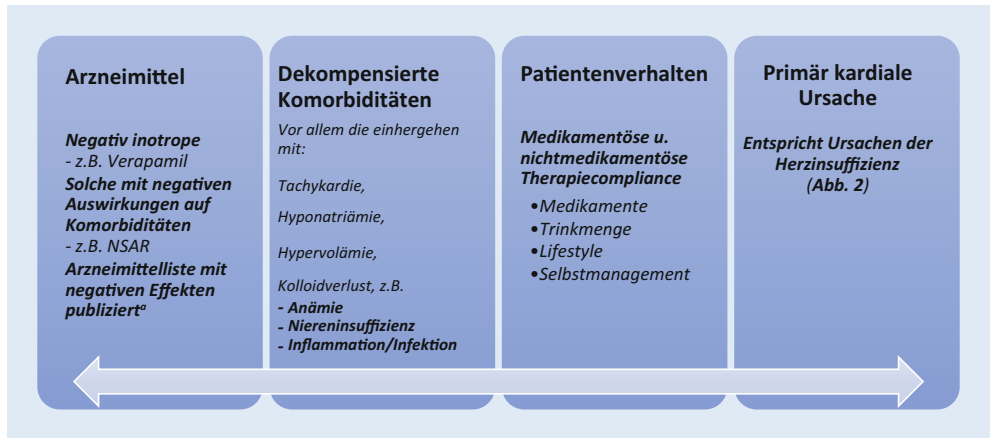 Arzneimittel
Negativ inotrope
- z.B. Verapamil
Solche mit negativen
Auswirkungen auf
Komorbiditäten
- z.B. NSAR
Arzneimittelliste mit
negativen Effekten
publiziertᵃ
Dekompensierte
Komorbiditäten
Vor allem die einhergehen
mit:
Tachykardie,
Hyponatriämie,
Hypervolämie,
Kolloidverlust, z.B.
- Anämie
- Niereninsuffizienz
- Inflammation/Infektion
Patientenverhalten
Medikamentöse u.
nichtmedikamentöse
Therapiecompliance
•Medikamente
•Trinkmenge
•Lifestyle
•Selbstmanagement
Primär kardiale
Ursache
Entspricht Ursachen der
Herzinsuffizienz
(Abb. 2)